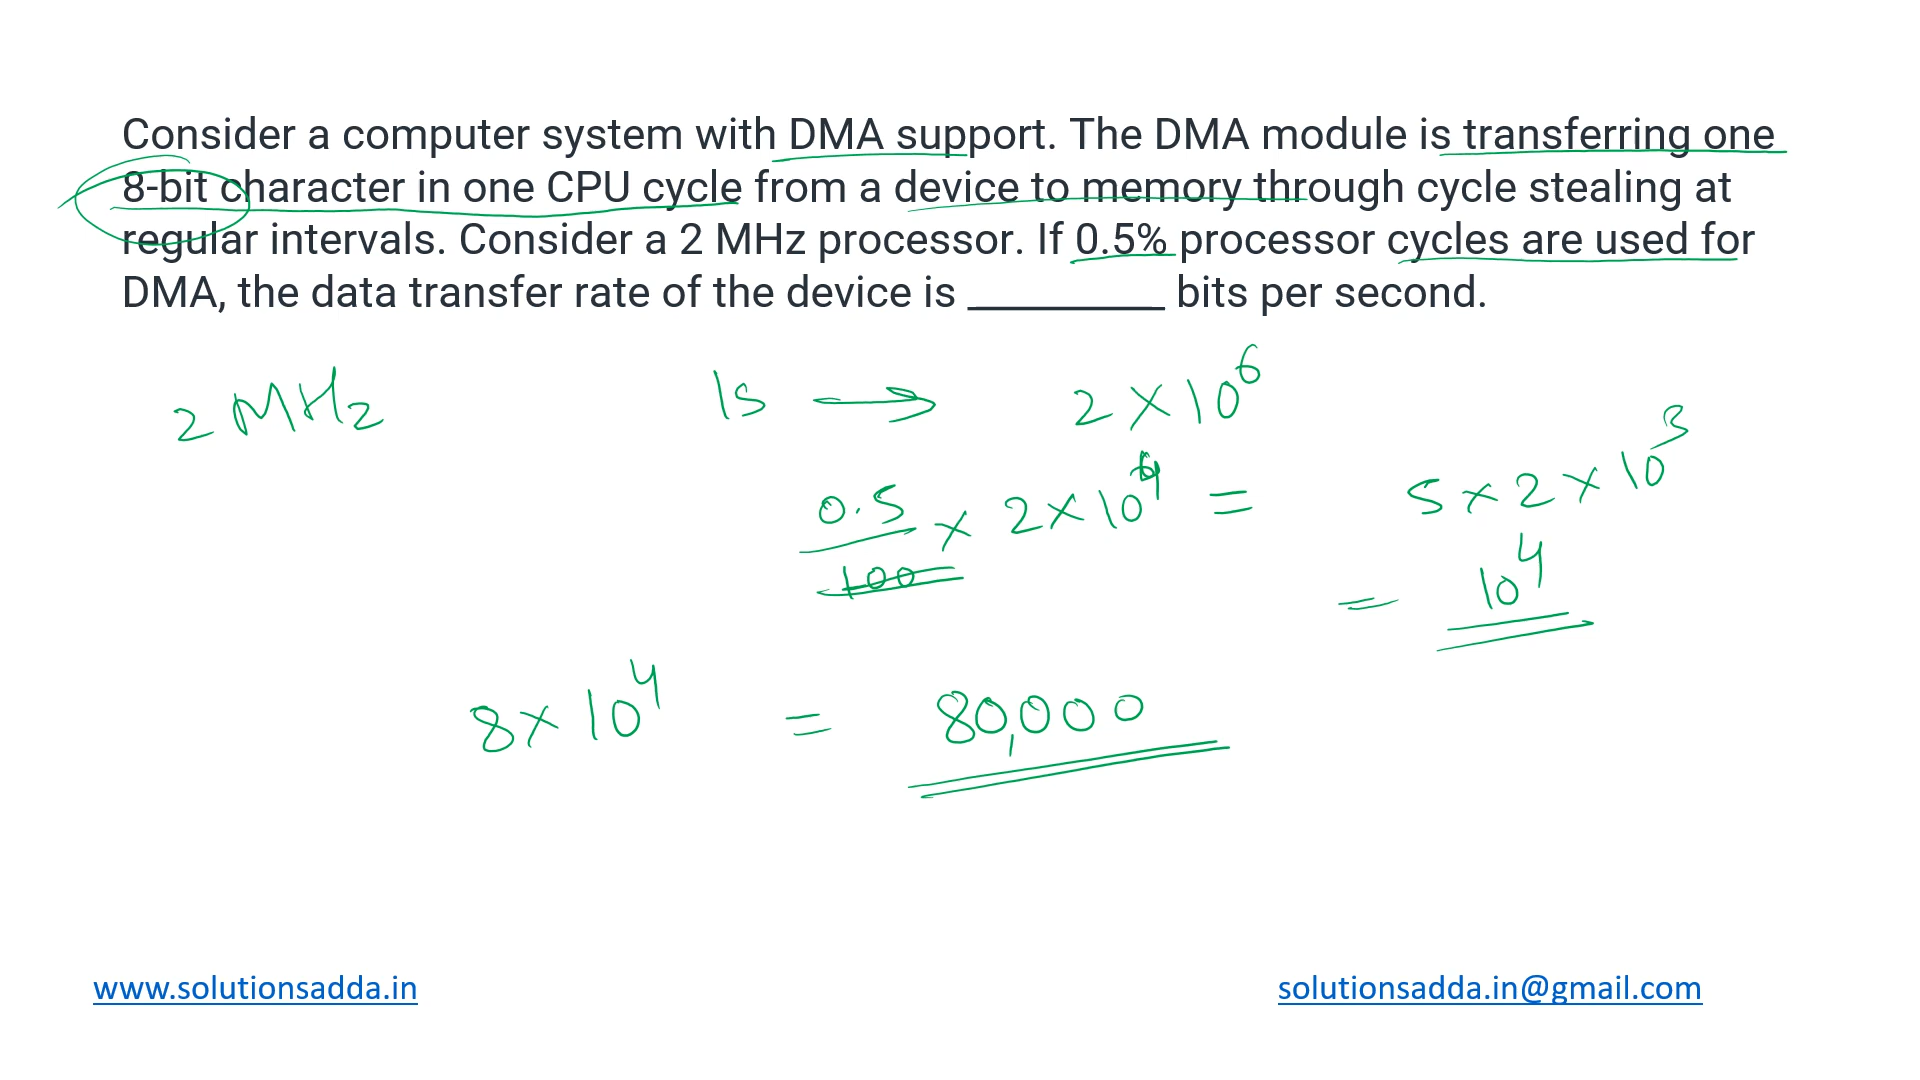 Consider a computer system with DMA support. The DMA module is transferring one
8-bit character in one CPU cycle from a device to memory through cycle stealing at
regular intervals. Consider a 2 MHz processor. If 0.5% processor cycles are used for
DMA, the data transfer rate of the device is __________ bits per second.
2 MHz 1s → 2 × 10^6
0.5/100 × 2 × 10^4 = 5 × 2 × 10^3
= 10^4
8 × 10^4 = 80,000
www.solutionsadda.in solutionsadda.in@gmail.com